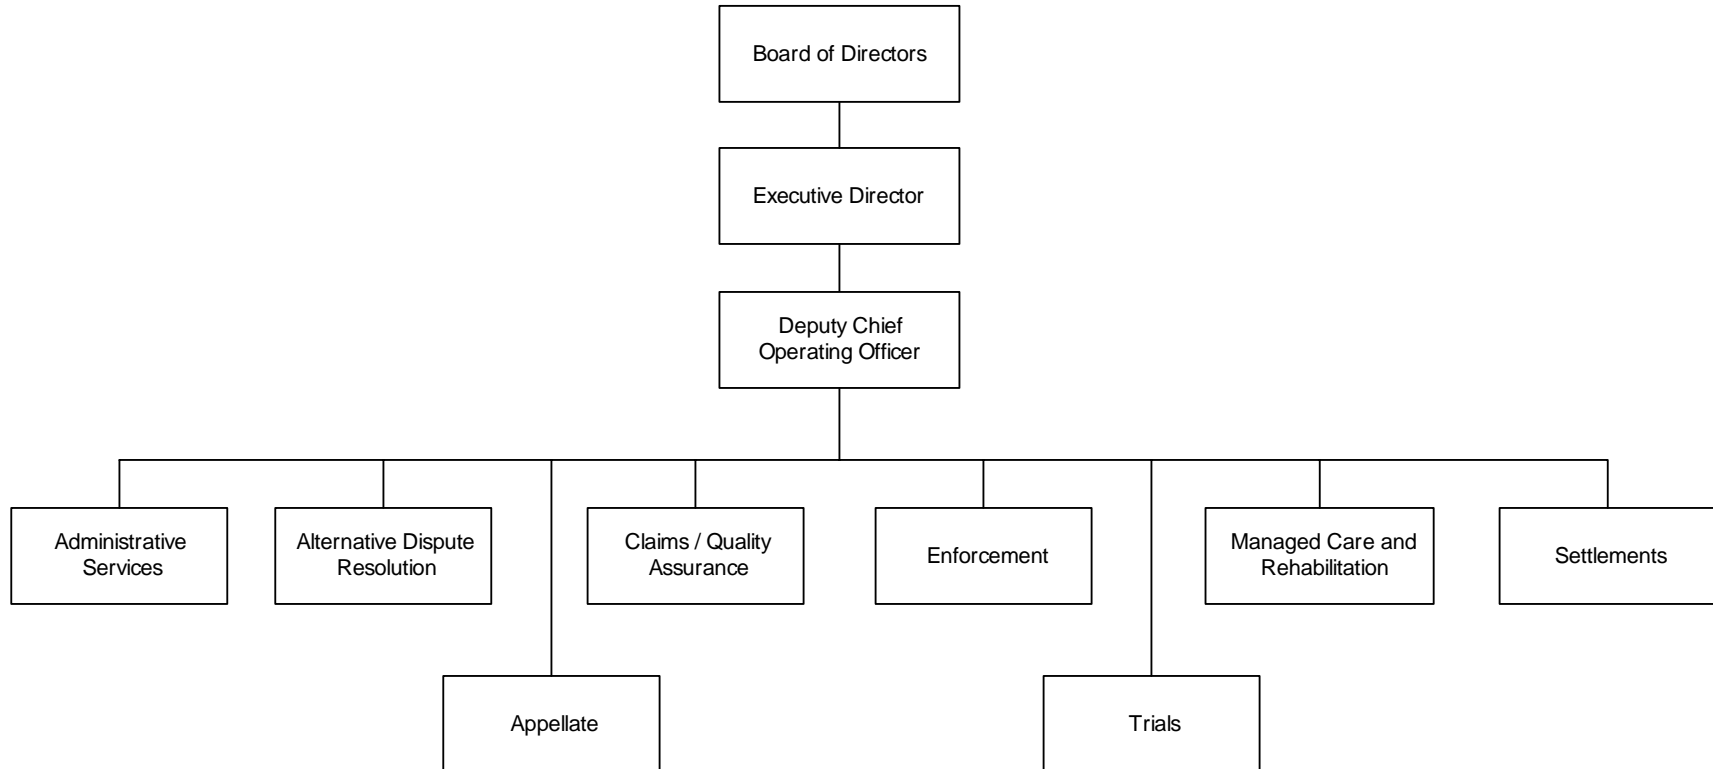 Board of Directors
Executive Director
Deputy Chief
Operating Officer
Administrative
Services
Alternative Dispute
Resolution
Claims / Quality
Assurance
Enforcement
Managed Care and
Rehabilitation
Settlements
Appellate
Trials